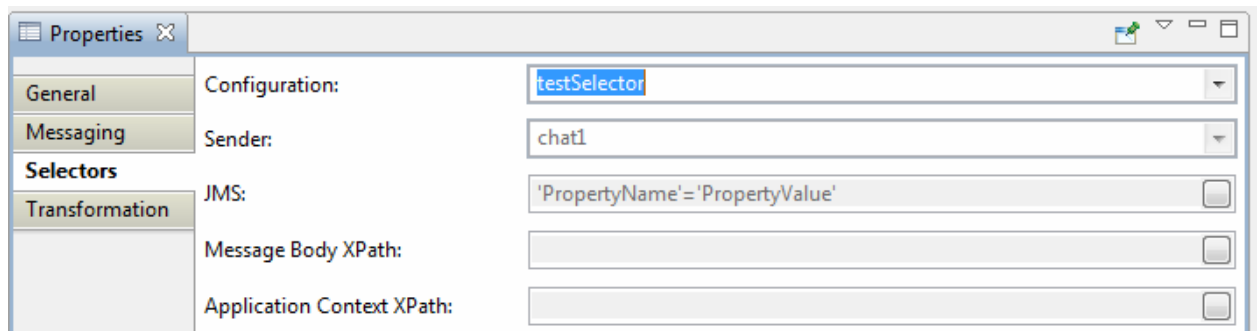 Properties
General
Messaging
Selectors
Transformation
Configuration: testSelector
Sender: chat1
JMS: 'PropertyName'='PropertyValue'
Message Body XPath:
Application Context XPath: